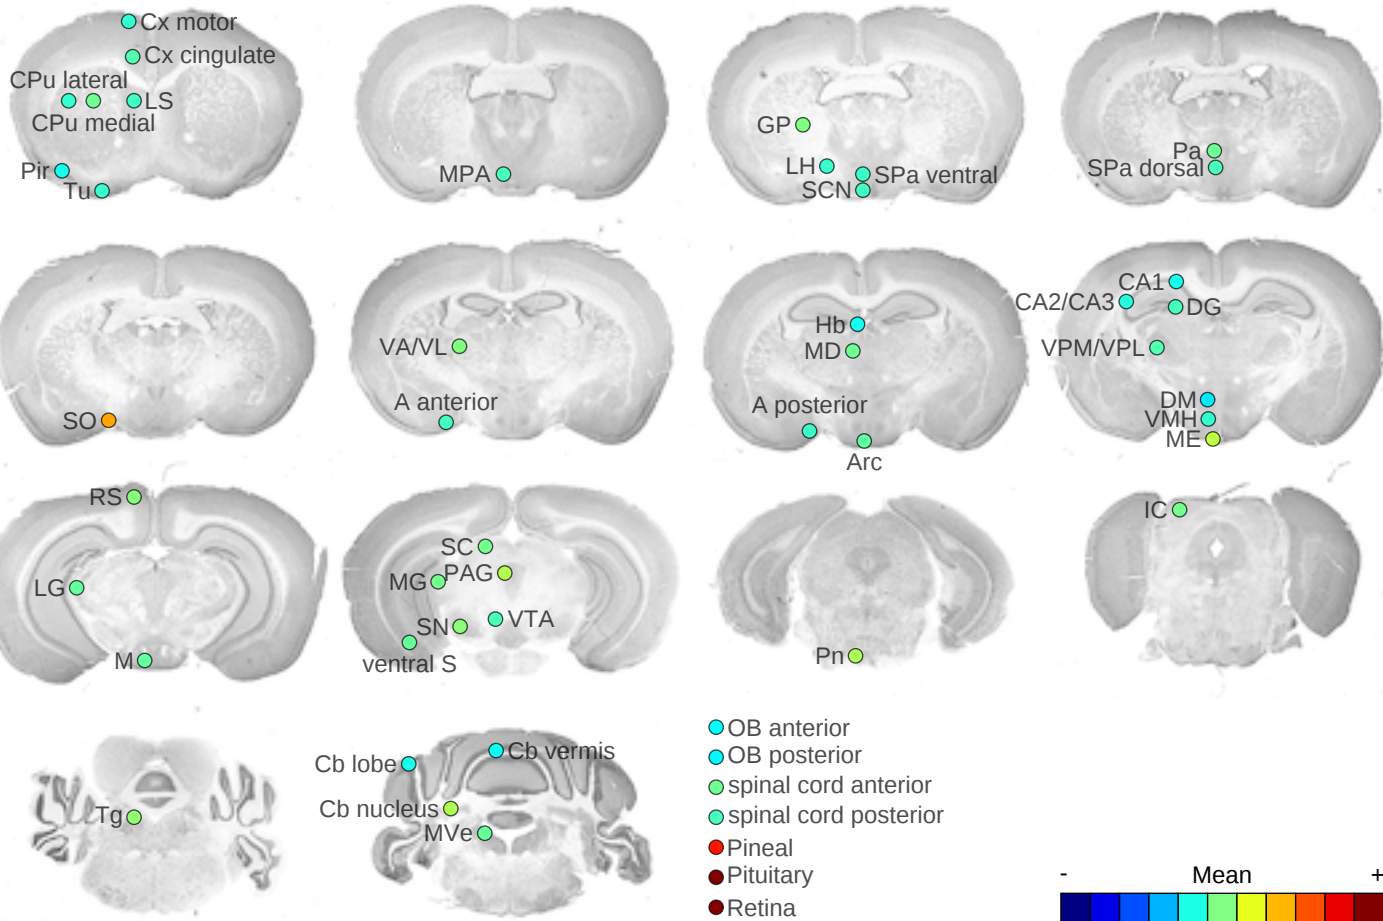 Cx motor
Cx cingulate
CPu lateral
LS
CPu medial
Pir
Tu
MPA
GP
LH
SPa ventral
SCN
Pa
SPa dorsal
SO
VA/VL
A anterior
Hb
MD
A posterior
Arc
CA1
CA2/CA3
DG
VPM/VPL
DM
VMH
ME
RS
LG
M
SC
PAG
MG
SN
VTA
ventral S
Pn
IC
Tg
Cb lobe
Cb vermis
Cb nucleus
MVe
OB anterior
OB posterior
spinal cord anterior
spinal cord posterior
Pineal
Pituitary
Retina
- Mean +